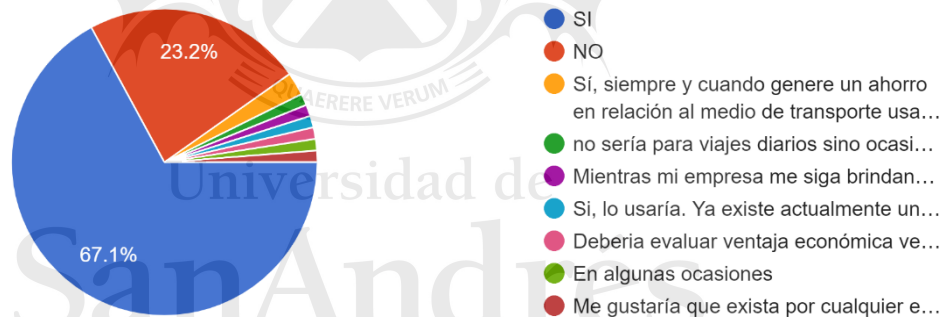 SI
NO
Sí, siempre y cuando genere un ahorro
en relación al medio de transporte usa...
no sería para viajes diarios sino ocasi...
Mientras mi empresa me siga brindan...
Si, lo usaría. Ya existe actualmente un...
Deberia evaluar ventaja económica ve...
En algunas ocasiones
Me gustaría que exista por cualquier e...
23.2%
67.1%
QUAERERE VERUM
Universidad de
SanAndrés